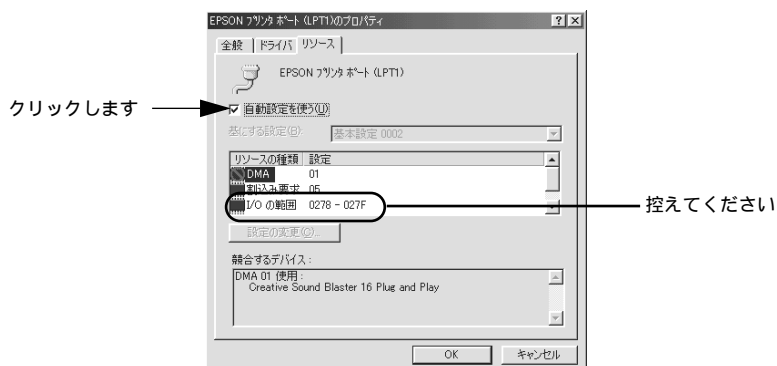 EPSON プリンタ ポート (LPT1)のプロパティ
全般 ドライバ リソース
EPSON プリンタ ポート (LPT1)
クリックします
自動設定を使う(U)
基にする設定(B): 基本設定 0002
リソースの種類 設定
DMA 01
割込み要求 05
I/O の範囲 0278 - 027F
控えてください
設定の変更(C)...
競合するデバイス:
DMA 01 使用:
Creative Sound Blaster 16 Plug and Play
OK キャンセル